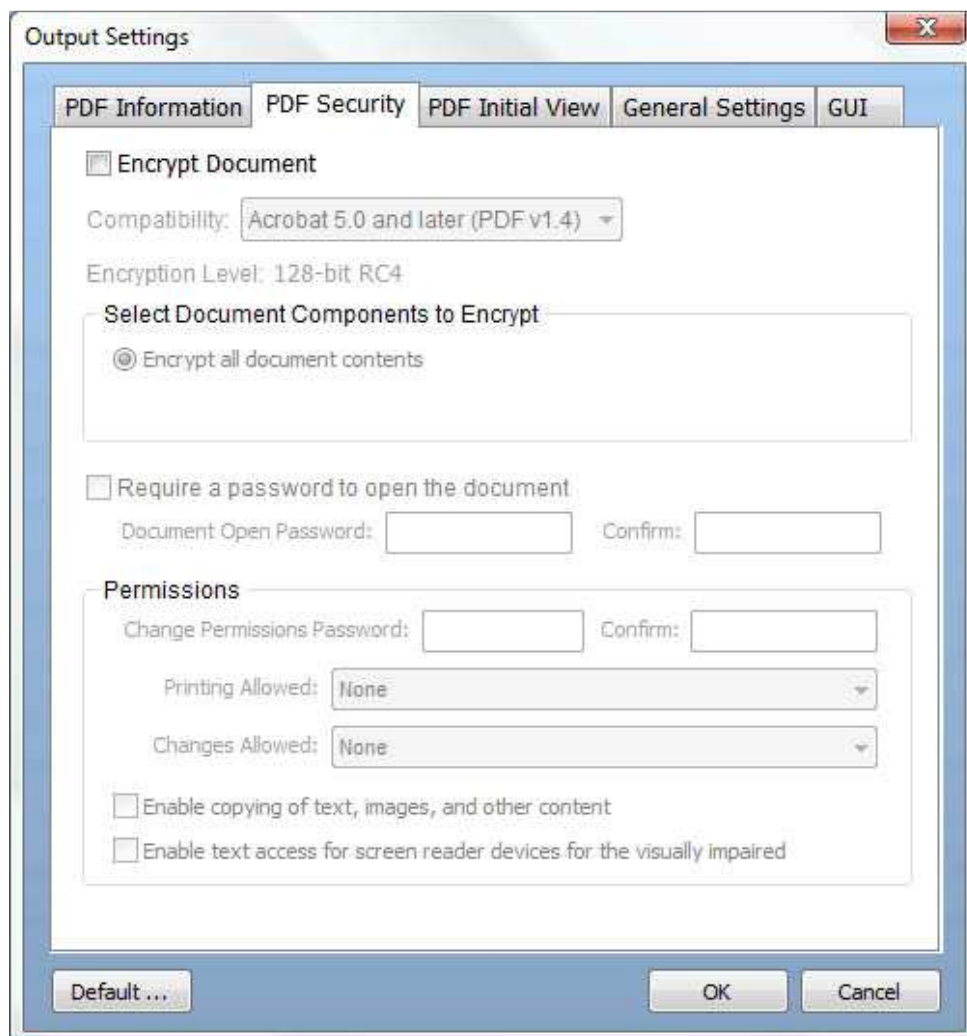 Output Settings
PDF Information PDF Security PDF Initial View General Settings GUI
Encrypt Document
Compatibility: Acrobat 5.0 and later (PDF v1.4)
Encryption Level: 128-bit RC4
Select Document Components to Encrypt
Encrypt all document contents
Require a password to open the document
Document Open Password: Confirm:
Permissions
Change Permissions Password: Confirm:
Printing Allowed: None
Changes Allowed: None
Enable copying of text, images, and other content
Enable text access for screen reader devices for the visually impaired
Default ... OK Cancel